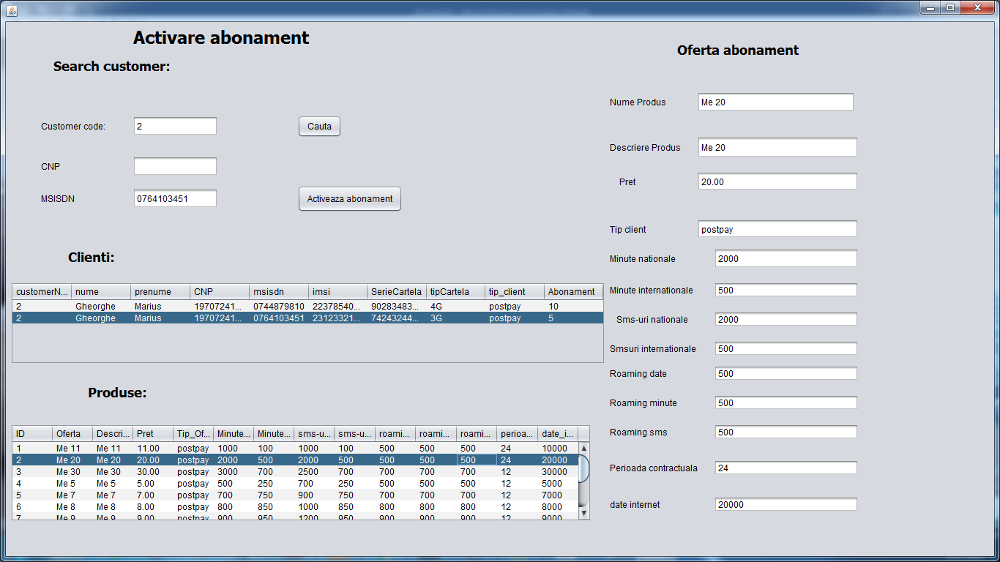 Activare abonament
Search customer:
Customer code: 2 Cauta
CNP
MSISDN 0764103451 Activeaza abonament
Clienti:
customerN... nume prenume CNP msisdn imsi SerieCartela tipCartela tip_client Abonament
2 Gheorghe Marius 19707241... 0744879810 22378540... 90283483... 4G postpay 10
2 Gheorghe Marius 19707241... 0764103451 23123321... 74243244... 3G postpay 5
Produse:
ID Oferta Descri... Pret Tip_Of... Minute... Minute... sms-u... sms-u... roami... roami... roami... perioa... date_i...
1 Me 11 Me 11 11.00 postpay 1000 100 1000 100 500 500 500 24 10000
2 Me 20 Me 20 20.00 postpay 2000 500 2000 500 500 500 500 24 20000
3 Me 30 Me 30 30.00 postpay 3000 700 2500 700 700 700 700 12 30000
4 Me 5 Me 5 5.00 postpay 500 250 700 250 500 500 500 12 5000
5 Me 7 Me 7 7.00 postpay 700 750 900 750 700 700 700 12 7000
6 Me 8 Me 8 8.00 postpay 800 850 1000 850 800 800 800 12 8000
7 Me 9 Me 9 9.00 postpay 900 950 1200 950 900 900 900 12 9000
Oferta abonament
Nume Produs Me 20
Descriere Produs Me 20
Pret 20.00
Tip client postpay
Minute nationale 2000
Minute internationale 500
Sms-uri nationale 2000
Smsuri internationale 500
Roaming date 500
Roaming minute 500
Roaming sms 500
Perioada contractuala 24
date internet 20000